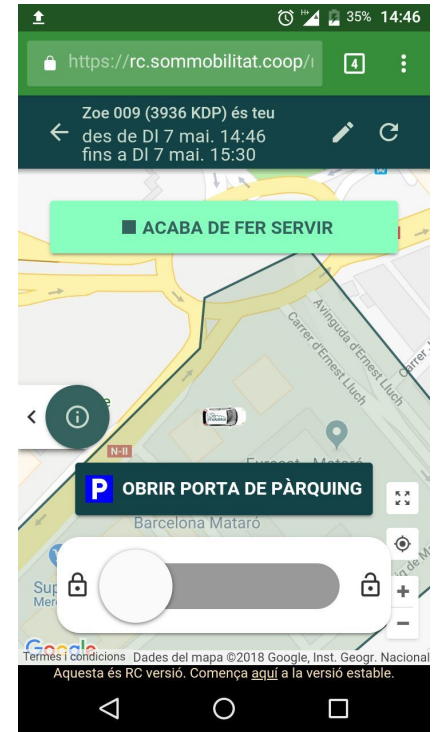 H+
35% 14:46
https://rc.sommobilitat.coop/
4
Zoe 009 (3936 KDP) és teu
des de Dl 7 mai. 14:46
fins a Dl 7 mai. 15:30
ACABA DE FER SERVIR
Avinguda d'Ernest Lluch
Carrer d'Ernest Lluch
Carrer
N-II
P OBRIR PORTA DE PÀRQUING
Barcelona Mataró
Google
Termes i condicions Dades del mapa ©2018 Google, Inst. Geogr. Nacional
Aquesta és RC versió. Comença aquí a la versió estable.